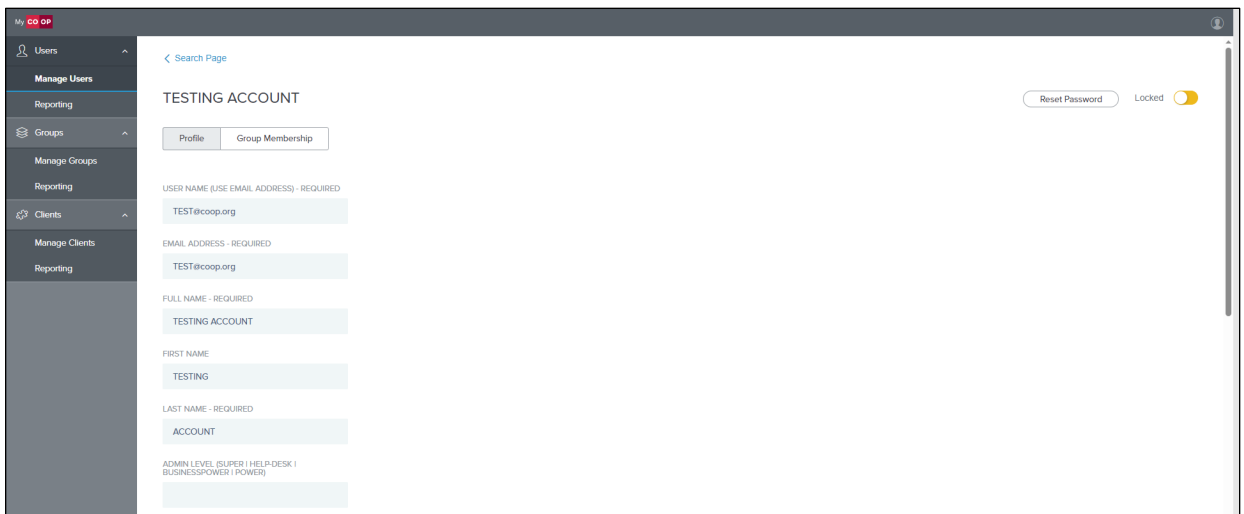 My CO OP
Users
Manage Users
Reporting
Groups
Manage Groups
Reporting
Clients
Manage Clients
Reporting
Search Page
TESTING ACCOUNT
Reset Password
Locked
Profile
Group Membership
USER NAME (USE EMAIL ADDRESS) - REQUIRED
TEST@coop.org
EMAIL ADDRESS - REQUIRED
TEST@coop.org
FULL NAME - REQUIRED
TESTING ACCOUNT
FIRST NAME
TESTING
LAST NAME - REQUIRED
ACCOUNT
ADMIN LEVEL (SUPER | HELP-DESK |
BUSINESSPOWER | POWER)